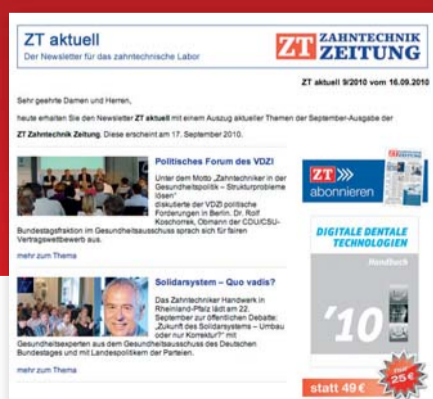 ZT aktuell
Der Newsletter für das zahntechnische Labor
ZT ZAHNTECHNIK
ZEITUNG
ZT aktuell 9/2010 vom 16.09.2010
Sehr geehrte Damen und Herren,
heute erhalten Sie den Newsletter ZT aktuell mit einem Auszug aktueller Themen der September-Ausgabe der
ZT Zahntechnik Zeitung. Diese erscheint am 17. September 2010.
Politisches Forum des VDZI
Unter dem Motto „Zahntechniker in der
Gesundheitspolitik – Strukturprobleme
lösen“
diskutierte der VDZI politische
Forderungen in Berlin. Dr. Rolf
Koschorrek, Obmann der CDU/CSU-
Bundestagsfraktion im Gesundheitsausschuss sprach sich für fairen
Vertragswettbewerb aus.
mehr zum Thema
Solidarsystem – Quo vadis?
Das Zahntechniker Handwerk in
Rheinland-Pfalz lädt am 22.
September zur öffentlichen Debatte:
„Zukunft des Solidarsystems – Umbau
oder nur Korrektur?“ mit
Gesundheitsexperten aus dem Gesundheitsausschuss des Deutschen
Bundestages und mit Landespolitikern der Parteien.
mehr zum Thema
ZT
abonnieren
DIGITALE DENTALE
TECHNOLOGIEN
Handbuch
'10
statt 49 €
nur
25 €